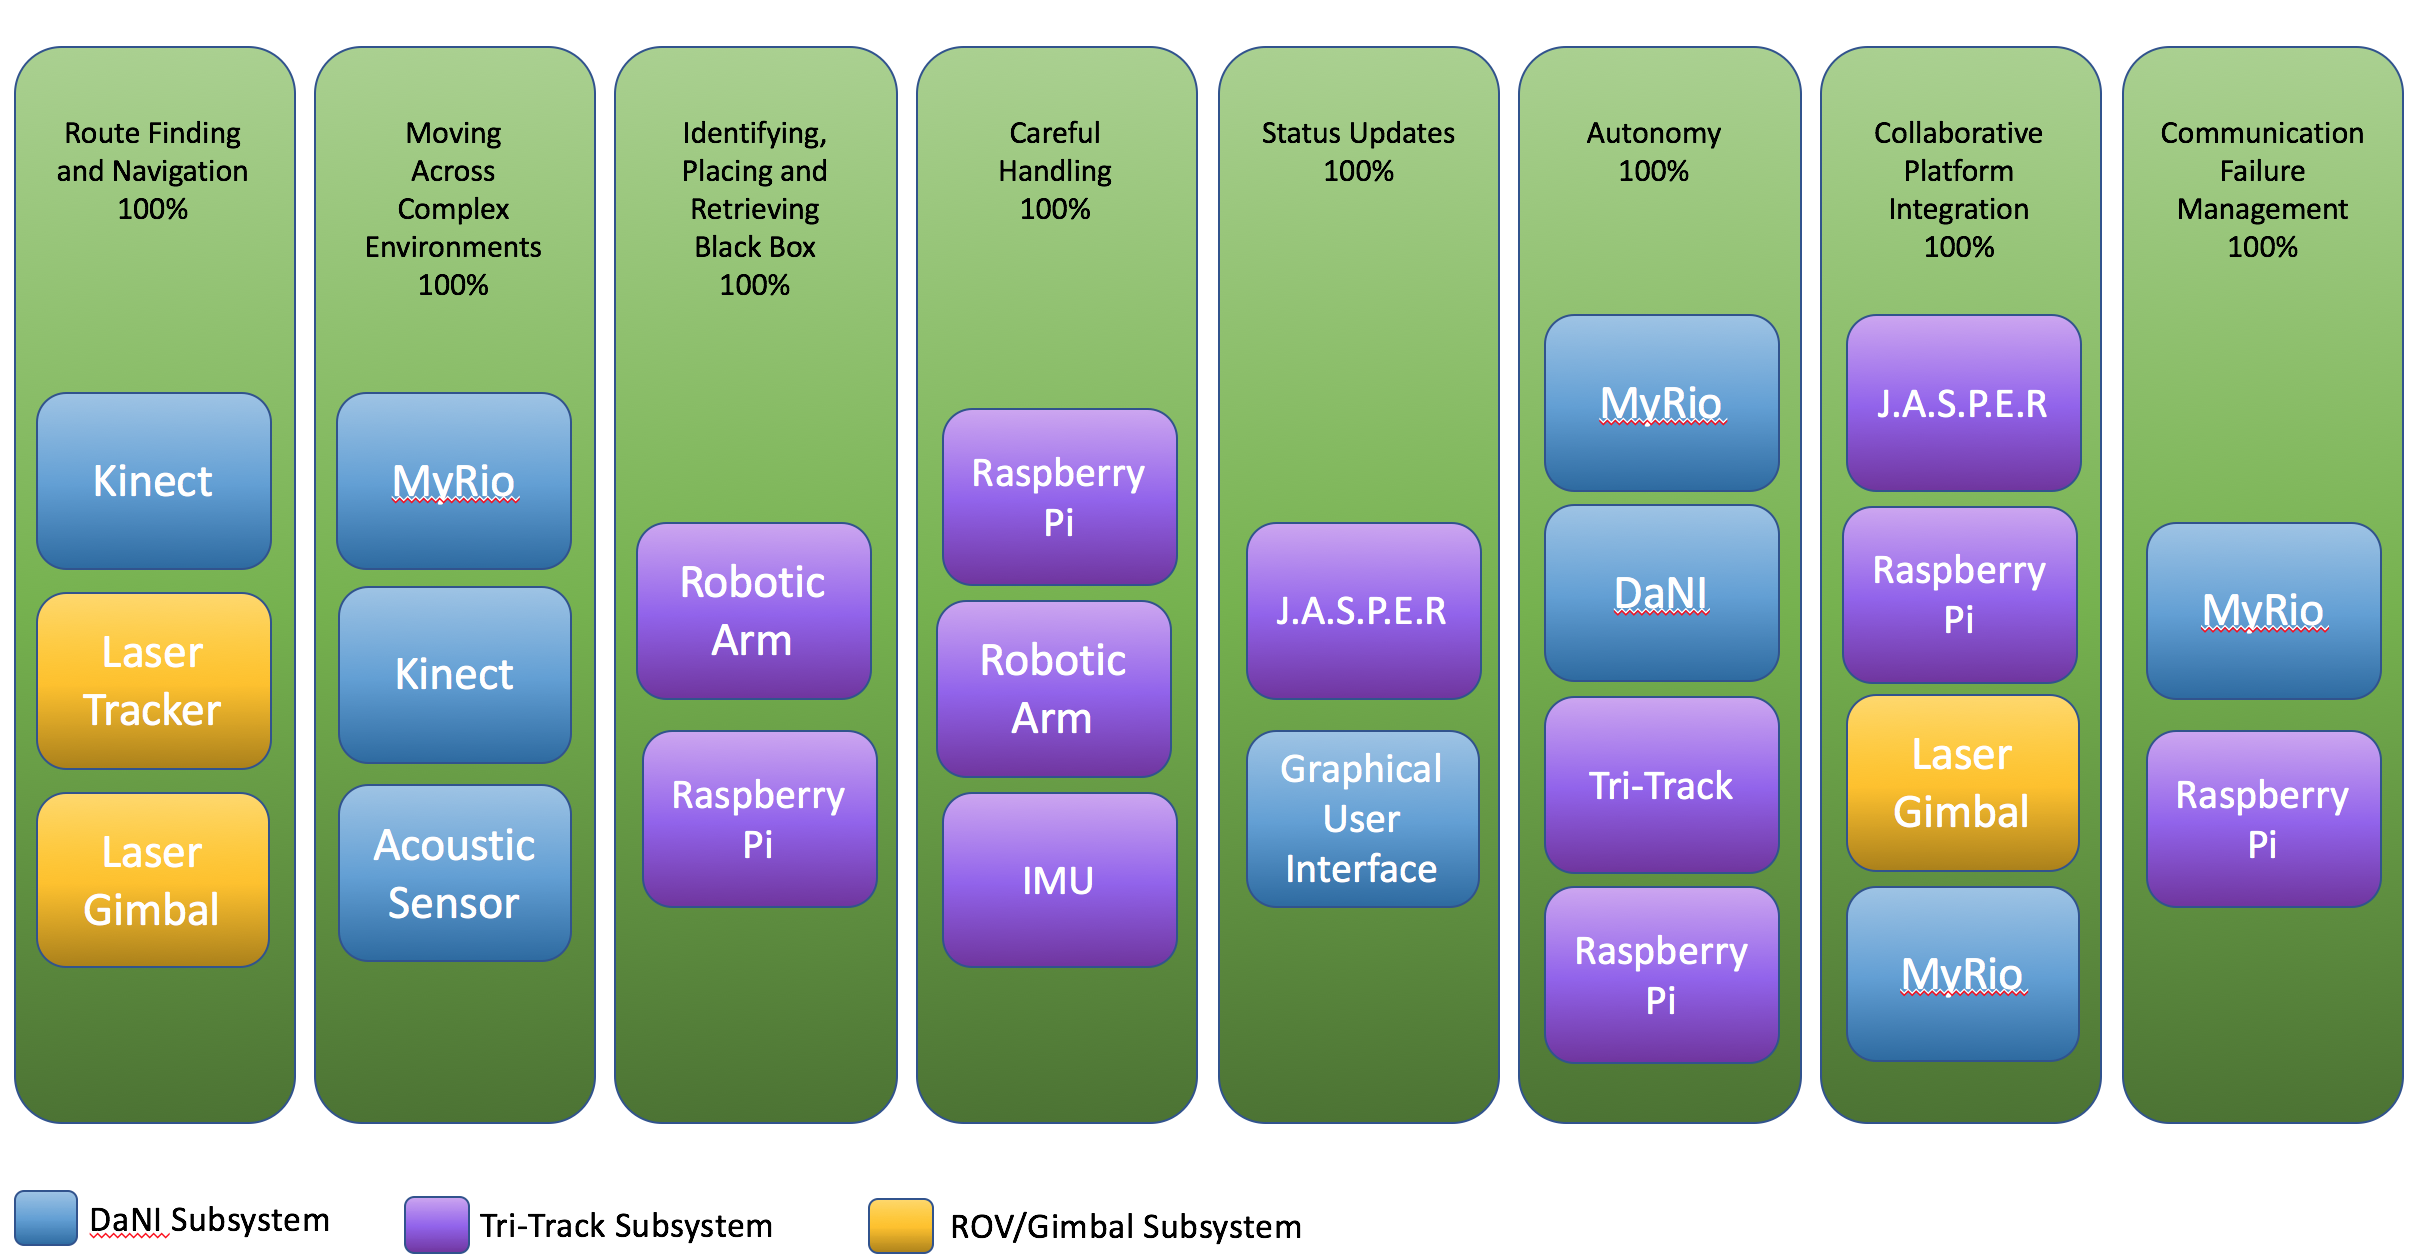 Route Finding
and Navigation
100%
Kinect
Laser
Tracker
Laser
Gimbal
Moving
Across
Complex
Environments
100%
MyRio
Kinect
Acoustic
Sensor
Identifying,
Placing and
Retrieving
Black Box
100%
Robotic
Arm
Raspberry
Pi
Careful
Handling
100%
Raspberry
Pi
Robotic
Arm
IMU
Status Updates
100%
J.A.S.P.E.R
Graphical
User
Interface
Autonomy
100%
MyRio
DaNI
Tri-Track
Raspberry
Pi
Collaborative
Platform
Integration
100%
J.A.S.P.E.R
Raspberry
Pi
Laser
Gimbal
MyRio
Communication
Failure
Management
100%
MyRio
Raspberry
Pi
DaNI Subsystem
Tri-Track Subsystem
ROV/Gimbal Subsystem